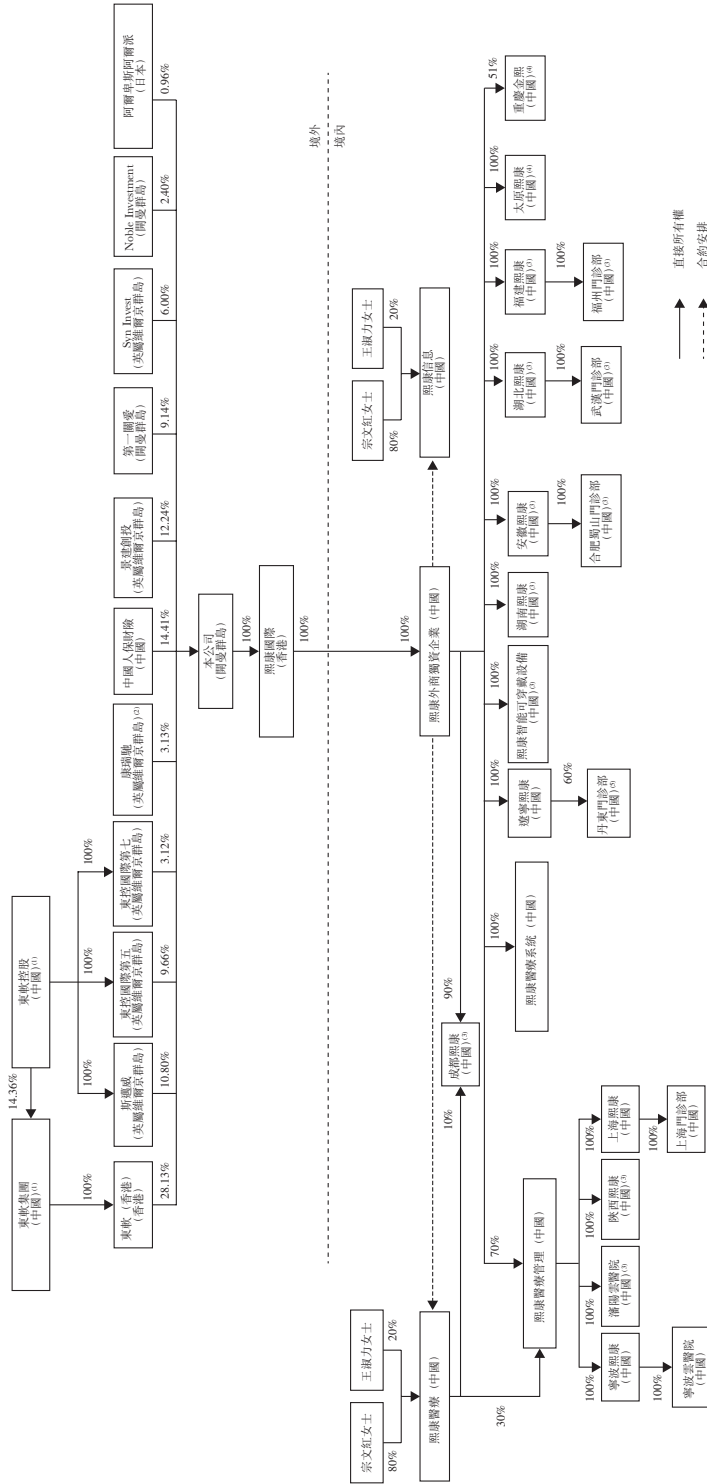 東軟集團
(中國)(1)
14.36%
東軟控股
(中國)(1)
100%
100%
100%
100%
東軟(香港)
(香港)
斯邁威
(英屬維爾京群島)
東控國際第五
(英屬維爾京群島)
東控國際第七
(英屬維爾京群島)
康瑞馳
(英屬維爾京群島)(2)
中國人保財險
(中國)
景建創投
(英屬維爾京群島)
第一關愛
(開曼群島)
Syn Invest
(英屬維爾京群島)
Noble Investment
(開曼群島)
阿爾卑斯阿爾派
(日本)
28.13%
10.80%
9.66%
3.12%
3.13%
14.41%
12.24%
9.14%
6.00%
2.40%
0.96%
本公司
(開曼群島)
100%
熙康國際
(香港)
100%
境外
境內
宗文紅女士
王淑力女士
80%
20%
熙康醫療(中國)
100%
熙康外商獨資企業(中國)
宗文紅女士
王淑力女士
80%
20%
熙康信息
(中國)
10%
90%
成都熙康
(中國)(3)
30%
70%
熙康醫療管理(中國)
100%
熙康醫療系統(中國)
100%
遼寧熙康
(中國)
60%
丹東門診部
(中國)(5)
100%
熙康智能可穿戴設備
(中國)(3)
100%
湖南熙康
(中國)(3)
100%
安徽熙康
(中國)(3)
100%
合肥蜀山門診部
(中國)(3)
100%
湖北熙康
(中國)(3)
100%
武漢門診部
(中國)(3)
100%
福建熙康
(中國)(3)
100%
福州門診部
(中國)(3)
100%
太原熙康
(中國)(4)
51%
重慶金熙
(中國)(4)
100%
寧波熙康
(中國)
100%
寧波雲醫院
(中國)
100%
瀋陽雲醫院
(中國)(3)
100%
陝西熙康
(中國)(3)
100%
上海熙康
(中國)
100%
上海門診部
(中國)
直接所有權
合約安排